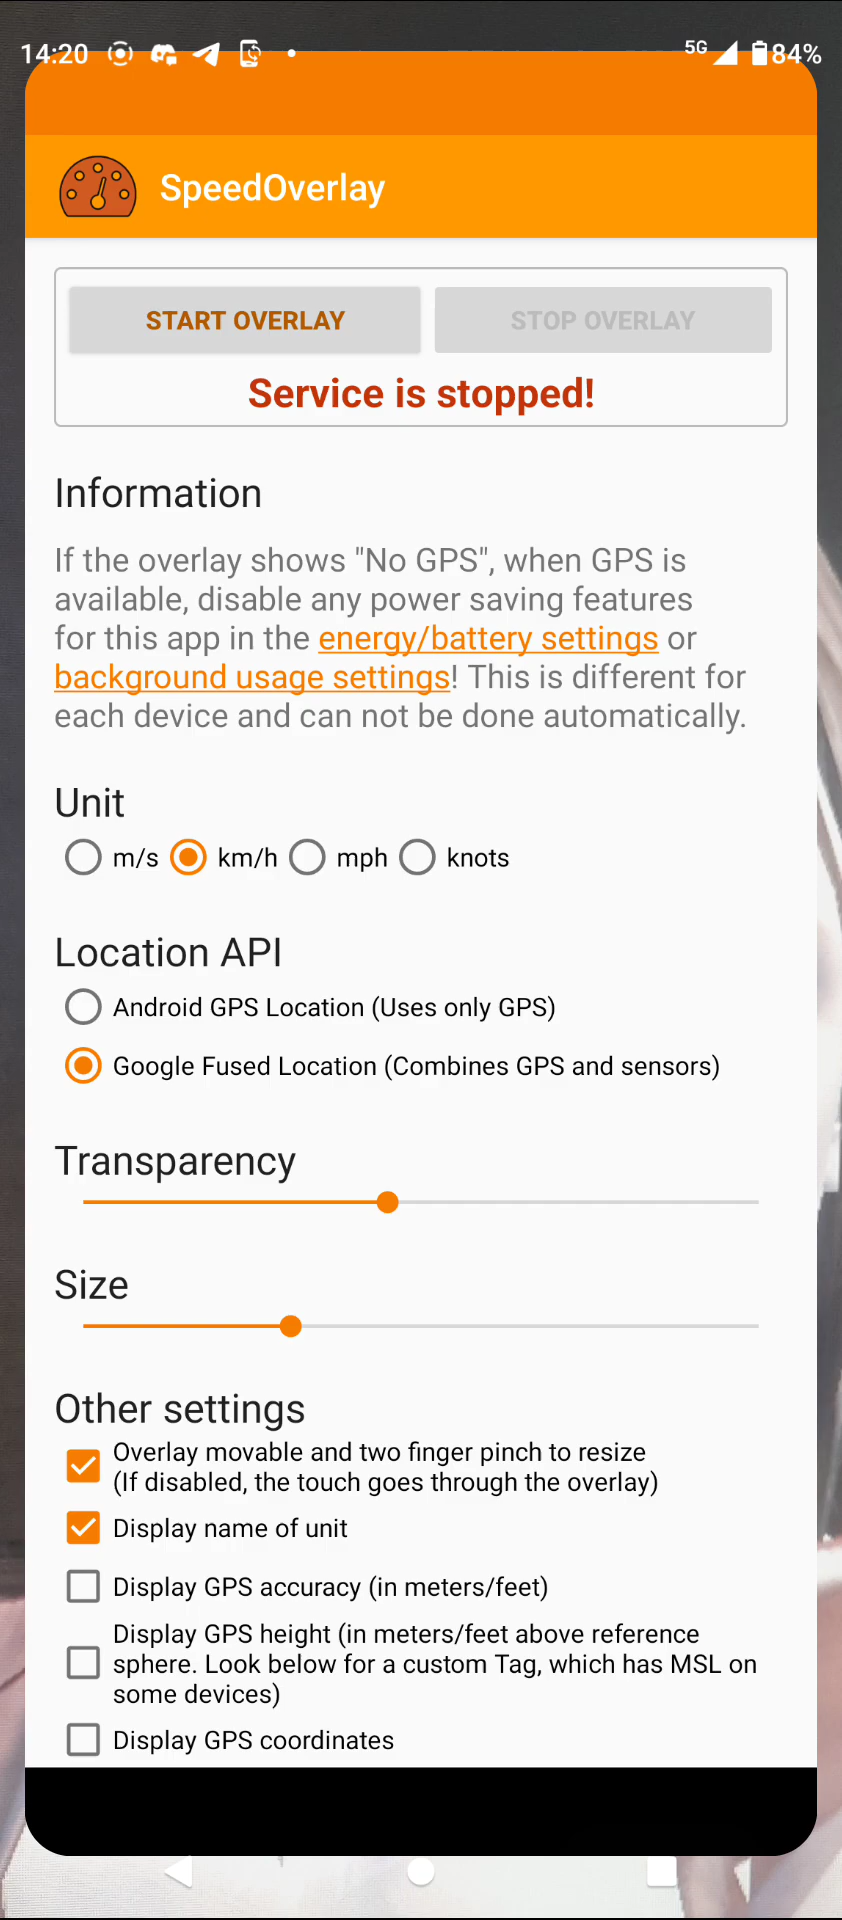 14:20
5G
84%
SpeedOverlay
START OVERLAY
STOP OVERLAY
Service is stopped!
Information
If the overlay shows "No GPS", when GPS is
available, disable any power saving features
for this app in the energy/battery settings or
background usage settings! This is different for
each device and can not be done automatically.
Unit
m/s km/h mph knots
Location API
Android GPS Location (Uses only GPS)
Google Fused Location (Combines GPS and sensors)
Transparency
Size
Other settings
Overlay movable and two finger pinch to resize
(If disabled, the touch goes through the overlay)
Display name of unit
Display GPS accuracy (in meters/feet)
Display GPS height (in meters/feet above reference
sphere. Look below for a custom Tag, which has MSL on
some devices)
Display GPS coordinates